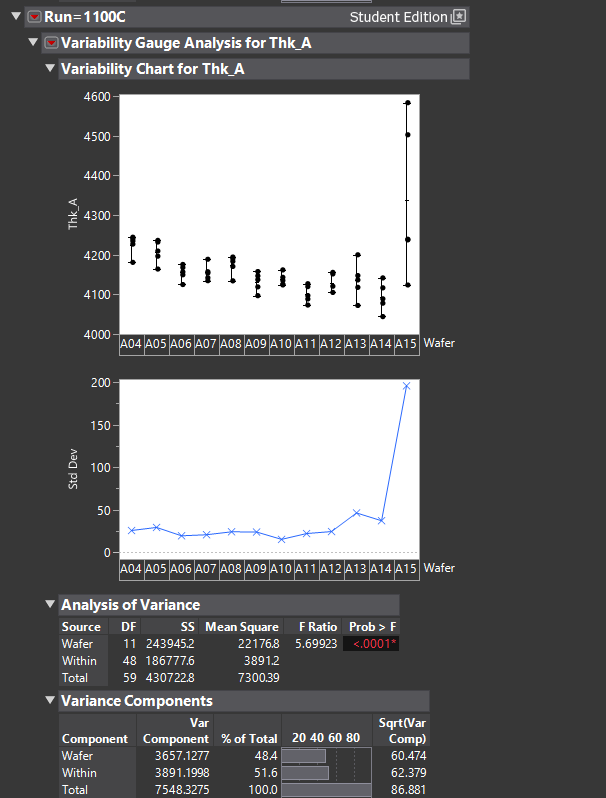 Run=1100C Student Edition
Variability Gauge Analysis for Thk_A
Variability Chart for Thk_A
4600
4500
4400
4300
4200
4100
4000
Thk_A
A04 A05 A06 A07 A08 A09 A10 A11 A12 A13 A14 A15 Wafer
200
150
100
50
0
Std Dev
A04 A05 A06 A07 A08 A09 A10 A11 A12 A13 A14 A15 Wafer
Analysis of Variance
Source DF SS Mean Square F Ratio Prob > F
Wafer 11 243945.2 22176.8 5.69923 <.0001*
Within 48 186777.6 3891.2
Total 59 430722.8 7300.39
Variance Components
Var Sqrt(Var
Component Component % of Total 20 40 60 80 Comp)
Wafer 3657.1277 48.4 60.474
Within 3891.1998 51.6 62.379
Total 7548.3275 100.0 86.881